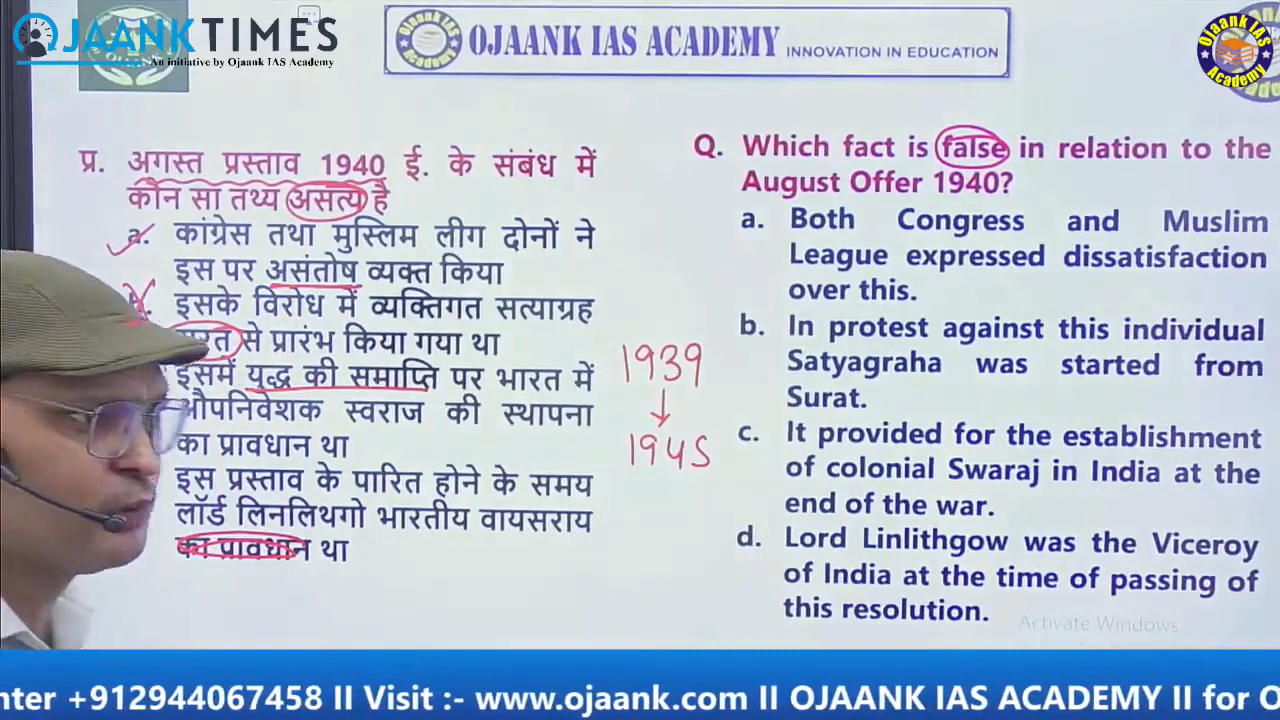 OJAANKTIMES
An initiative by Ojaank IAS Academy
OJAANK IAS ACADEMY INNOVATION IN EDUCATION
Ojaank IAS
Academy
प्र. अगस्त प्रस्ताव 1940 ई. के संबंध में
कौन सा तथ्य असत्य है
a. कांग्रेस तथा मुस्लिम लीग दोनों ने
इस पर असंतोष व्यक्त किया
इसके विरोध में व्यक्तिगत सत्याग्रह
से प्रारंभ किया गया था
इसमें युद्ध की समाप्ति पर भारत में
औपनिवेशक स्वराज की स्थापना
का प्रावधान था
इस प्रस्ताव के पारित होने के समय
लॉर्ड लिनलिथगो भारतीय वायसराय
का प्रावधान था
1939
1945
Q. Which fact is false in relation to the
August Offer 1940?
a. Both Congress and Muslim
League expressed dissatisfaction
over this.
b. In protest against this individual
Satyagraha was started from
Surat.
c. It provided for the establishment
of colonial Swaraj in India at the
end of the war.
d. Lord Linlithgow was the Viceroy
of India at the time of passing of
this resolution.
Activate Windows
nter +912944067458 II Visit :- www.ojaank.com II OJAANK IAS ACADEMY II for O